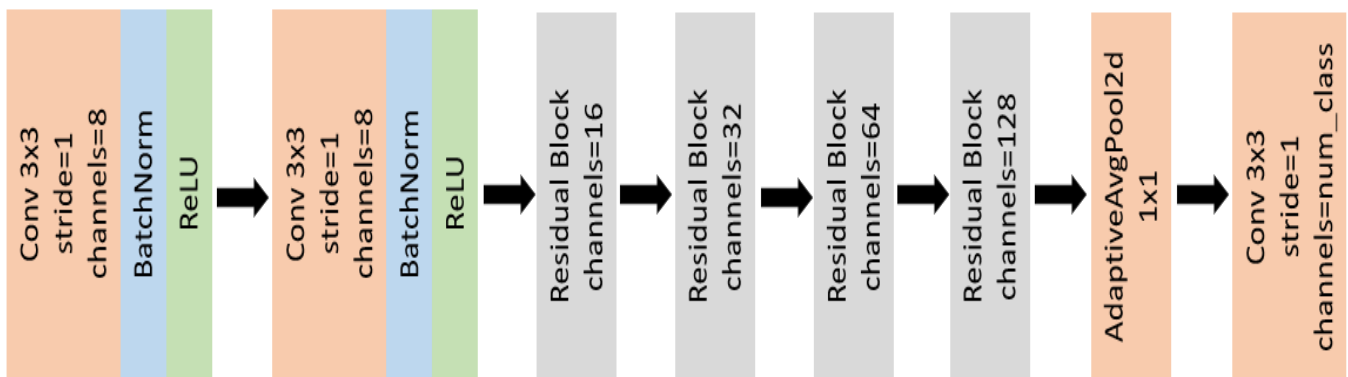 Conv 3x3
stride=1
channels=8
BatchNorm
ReLU
Conv 3x3
stride=1
channels=8
BatchNorm
ReLU
Residual Block
channels=16
Residual Block
channels=32
Residual Block
channels=64
Residual Block
channels=128
AdaptiveAvgPool2d
1x1
Conv 3x3
stride=1
channels=num_class